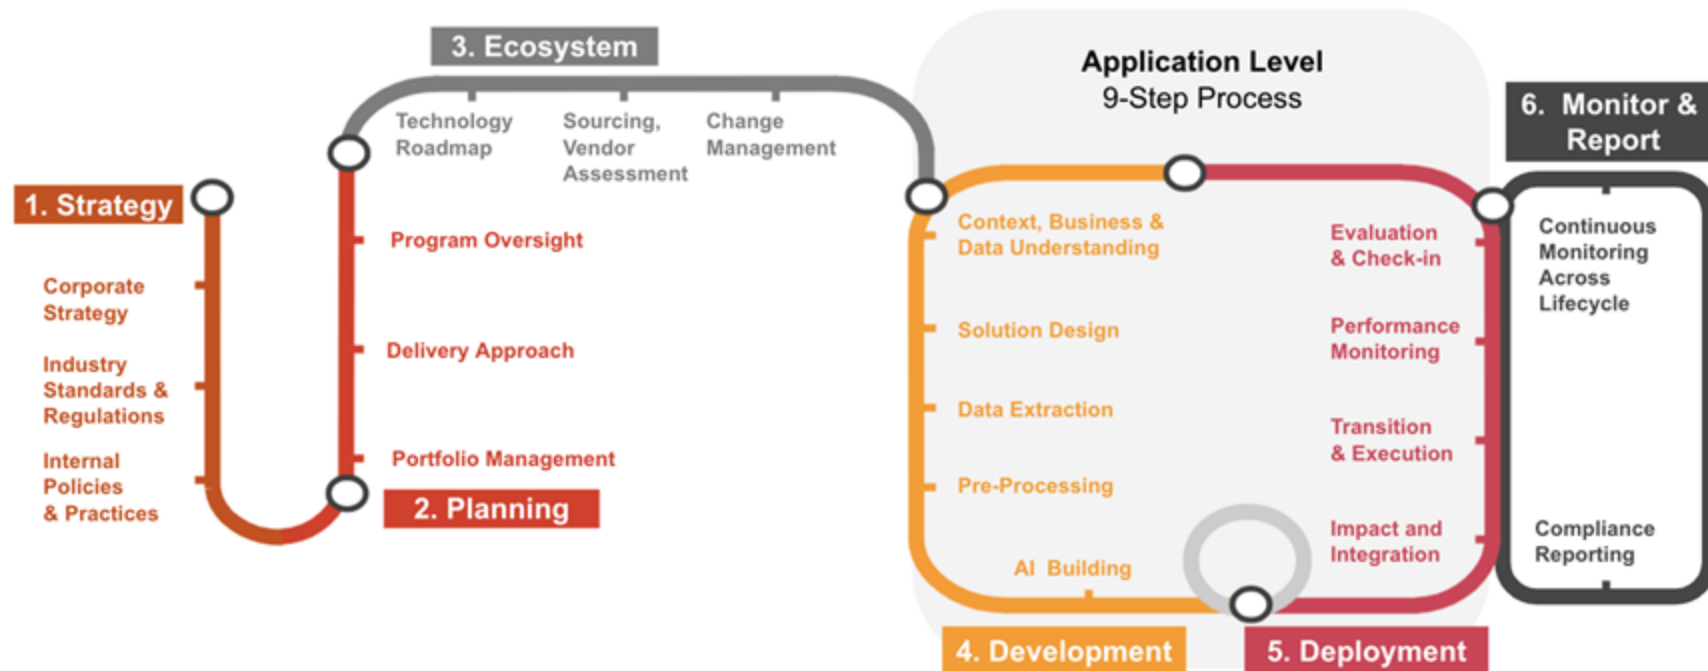 3. Ecosystem
Technology
Roadmap
Sourcing,
Vendor
Assessment
Change
Management
1. Strategy
Corporate
Strategy
Industry
Standards &
Regulations
Internal
Policies
& Practices
Program Oversight
Delivery Approach
Portfolio Management
2. Planning
Application Level
9-Step Process
Context, Business &
Data Understanding
Solution Design
Data Extraction
Pre-Processing
AI Building
4. Development
Evaluation
& Check-in
Performance
Monitoring
Transition
& Execution
Impact and
Integration
5. Deployment
6. Monitor &
Report
Continuous
Monitoring
Across
Lifecycle
Compliance
Reporting